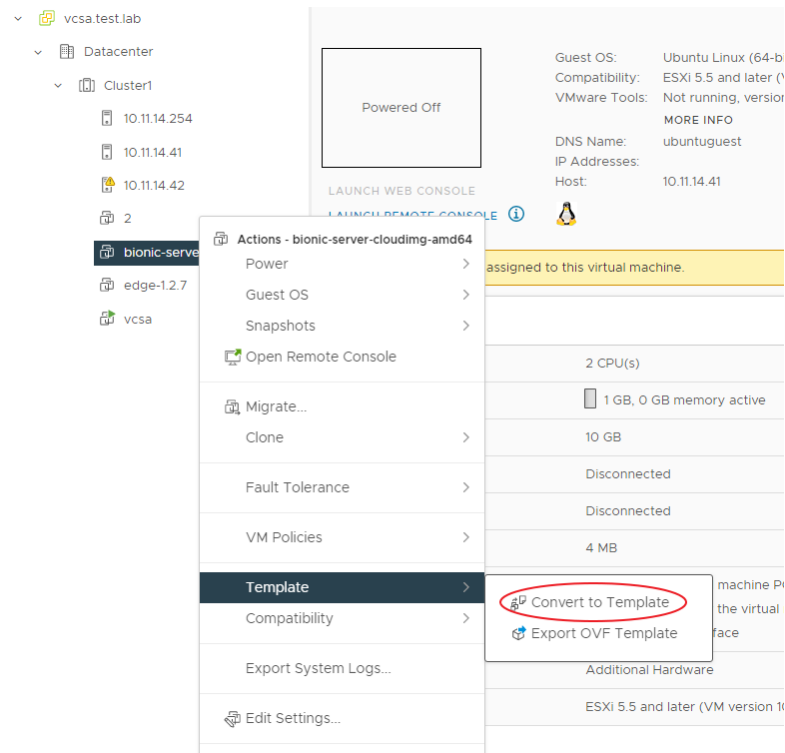 vcsa.test.lab
Datacenter
Cluster1
10.11.14.254
10.11.14.41
10.11.14.42
2
bionic-serve
edge-1.2.7
vcsa
Powered Off
LAUNCH WEB CONSOLE
LAUNCH REMOTE CONSOLE
Guest OS: Ubuntu Linux (64-b
Compatibility: ESXi 5.5 and later (
VMware Tools: Not running, version
MORE INFO
DNS Name: ubuntuguest
IP Addresses:
Host: 10.11.14.41
assigned to this virtual machine.
Actions - bionic-server-cloudimg-amd64
Power
Guest OS
Snapshots
Open Remote Console
Migrate...
Clone
Fault Tolerance
VM Policies
Template
Compatibility
Export System Logs...
Edit Settings...
Convert to Template
Export OVF Template
2 CPU(s)
1 GB, 0 GB memory active
10 GB
Disconnected
Disconnected
4 MB
machine P
the virtual
face
Additional Hardware
ESXi 5.5 and later (VM version 1